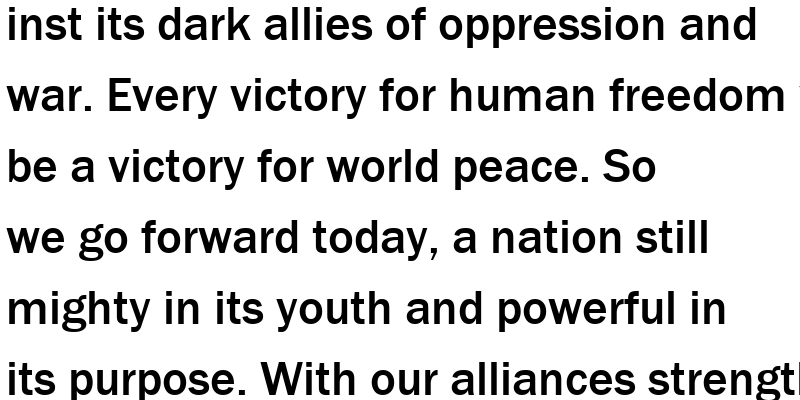 inst its dark allies of oppression and
war. Every victory for human freedom
be a victory for world peace. So
we go forward today, a nation still
mighty in its youth and powerful in
its purpose. With our alliances